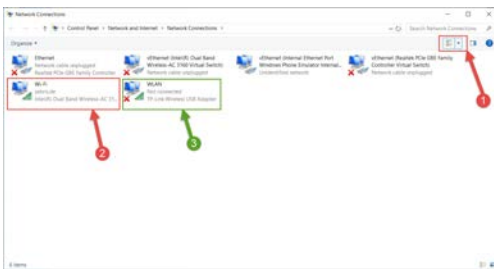 Network Connections
Control Panel › Network and Internet › Network Connections
Search Network Connections
Organize
Ethernet
Network cable unplugged
Realtek PCIe GBE Family Controller
vEthernet (Intel(R) Dual Band Wireless-AC 3160 Virtual Switch)
Network cable unplugged
vEthernet (Internal Ethernet Port Windows Phone Emulator Internal...
Unidentified network
vEthernet (Realtek PCIe GBE Family Controller Virtual Switch)
Network cable unplugged
Wi-Fi
Intel(R) Dual Band Wireless-AC 31...
WLAN
Not connected
TP-Link Wireless USB Adapter
1
2
3
6 items